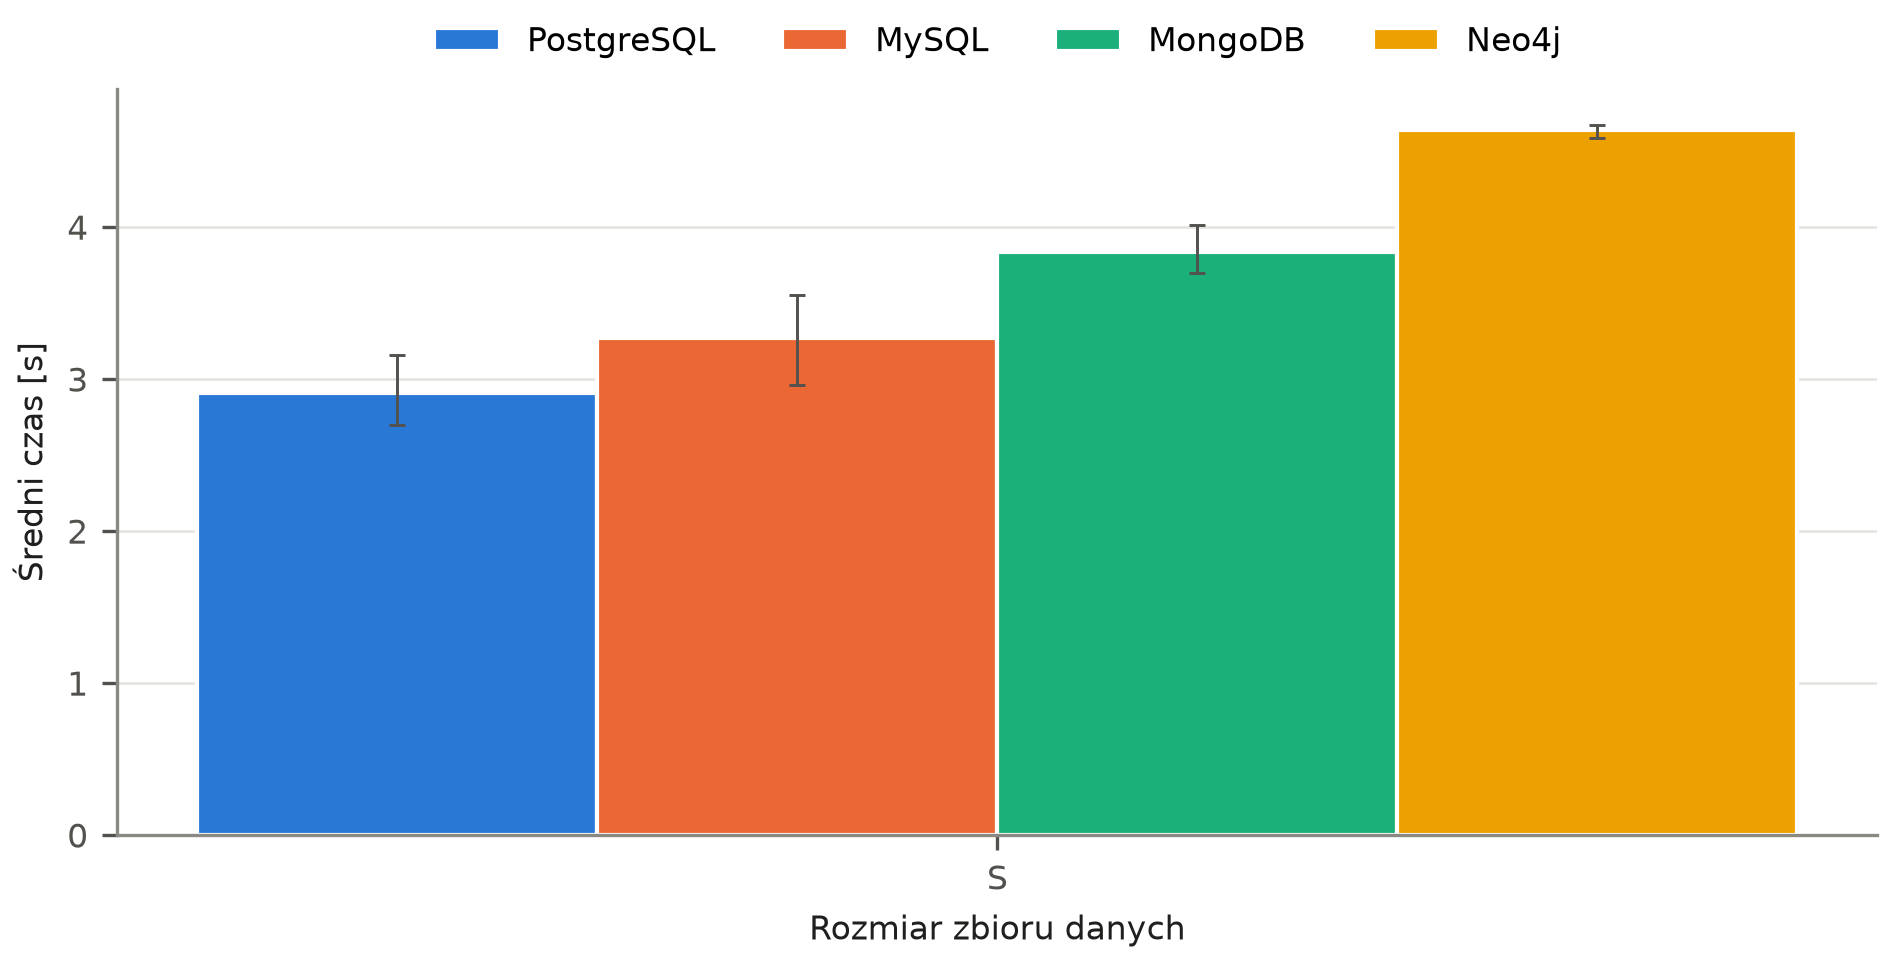 PostgreSQL MySQL MongoDB Neo4j
Średni czas [s]
4
3
2
1
0
S
Rozmiar zbioru danych